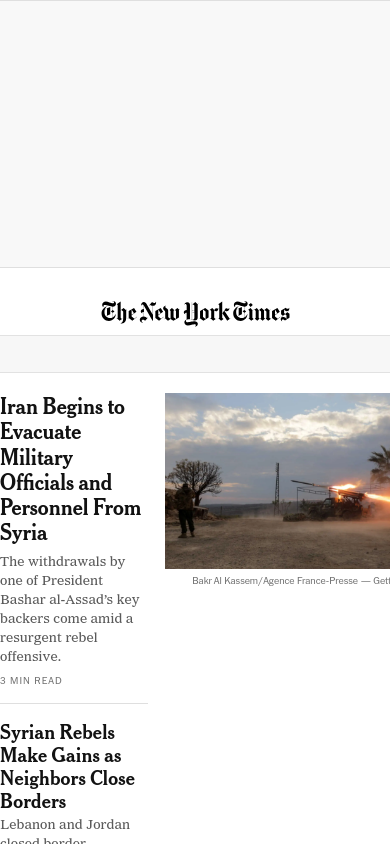 The New York Times
Iran Begins to
Evacuate
Military
Officials and
Personnel From
Syria
The withdrawals by
one of President
Bashar al-Assad’s key
backers come amid a
resurgent rebel
offensive.
3 MIN READ
Bakr Al Kassem/Agence France-Presse — Gett
Syrian Rebels
Make Gains as
Neighbors Close
Borders
Lebanon and Jordan
closed border